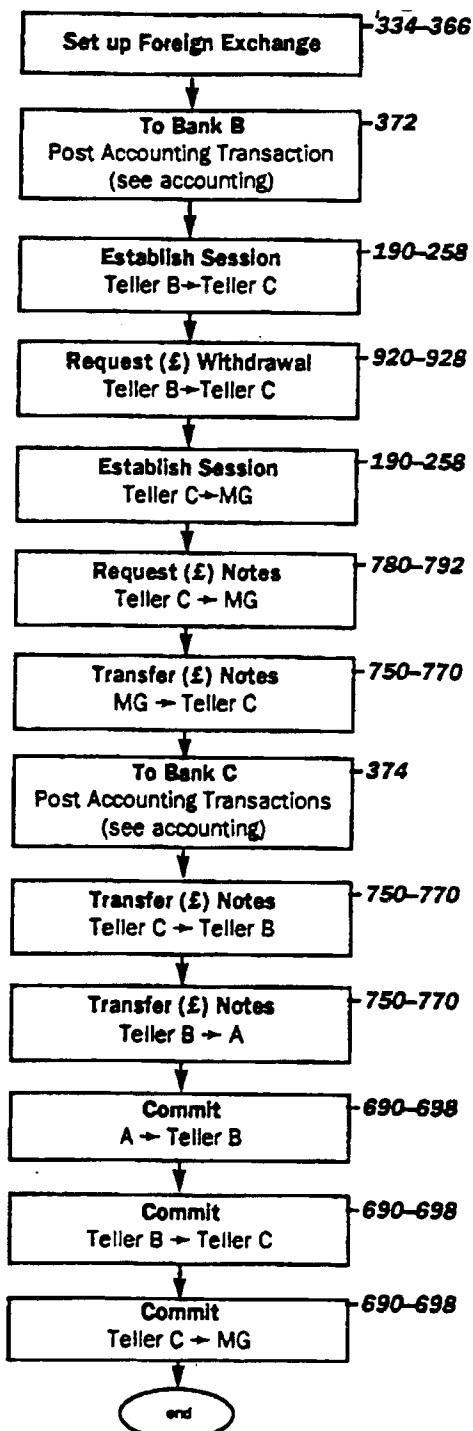 Set up Foreign Exchange
334–366
To Bank B
372
Post Accounting Transaction
(see accounting)
Establish Session
190–258
Teller B→Teller C
Request (£) Withdrawal
920–928
Teller B→Teller C
Establish Session
190–258
Teller C→MG
Request (£) Notes
780–792
Teller C → MG
Transfer (£) Notes
750–770
MG → Teller C
To Bank C
374
Post Accounting Transactions
(see accounting)
Transfer (£) Notes
750–770
Teller C → Teller B
Transfer (£) Notes
750–770
Teller B → A
Commit
690–698
A → Teller B
Commit
690–698
Teller B → Teller C
Commit
690–698
Teller C → MG
end